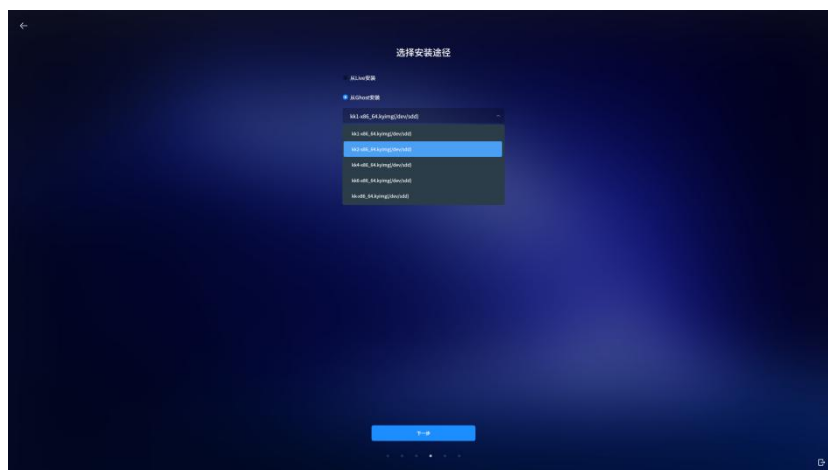 选择安装途径
从Live安装
从Ghost安装
kk1-x86_64.kyimg(/dev/sdd)
kk1-x86_64.kyimg(/dev/sdd)
kk3-x86_64.kyimg(/dev/sdd)
kk4-x86_64.kyimg(/dev/sdd)
kk6-x86_64.kyimg(/dev/sdd)
kk-x86_64.kyimg(/dev/sdd)
下一步